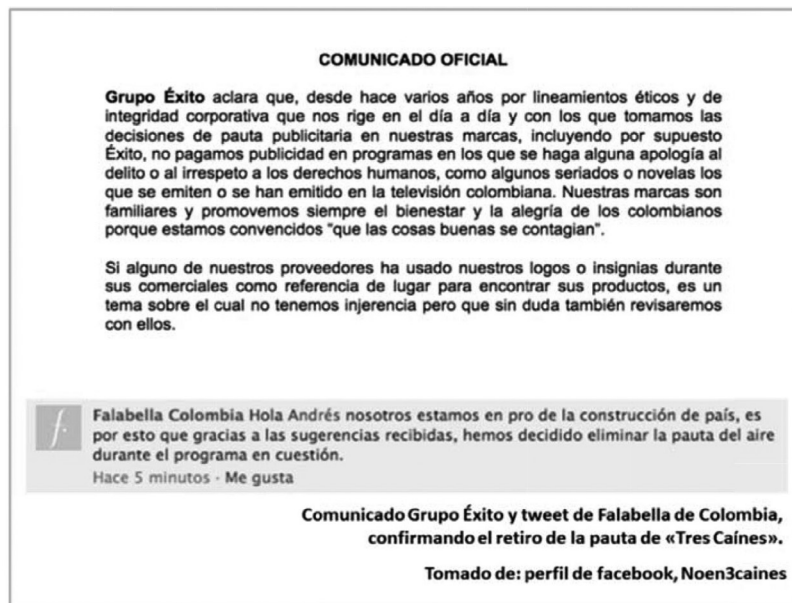 COMUNICADO OFICIAL
Grupo Éxito aclara que, desde hace varios años por lineamientos éticos y de
integridad corporativa que nos rige en el día a día y con los que tomamos las
decisiones de pauta publicitaria en nuestras marcas, incluyendo por supuesto
Éxito, no pagamos publicidad en programas en los que se haga alguna apología al
delito o al irrespeto a los derechos humanos, como algunos seriados o novelas los
que se emiten o se han emitido en la televisión colombiana. Nuestras marcas son
familiares y promovemos siempre el bienestar y la alegría de los colombianos
porque estamos convencidos "que las cosas buenas se contagian".
Si alguno de nuestros proveedores ha usado nuestros logos o insignias durante
sus comerciales como referencia de lugar para encontrar sus productos, es un
tema sobre el cual no tenemos injerencia pero que sin duda también revisaremos
con ellos.
f.
Falabella Colombia Hola Andrés nosotros estamos en pro de la construcción de país, es
por esto que gracias a las sugerencias recibidas, hemos decidido eliminar la pauta del aire
durante el programa en cuestión.
Hace 5 minutos · Me gusta
Comunicado Grupo Éxito y tweet de Falabella de Colombia,
confirmando el retiro de la pauta de «Tres Caínes».
Tomado de: perfil de facebook, Noen3caines